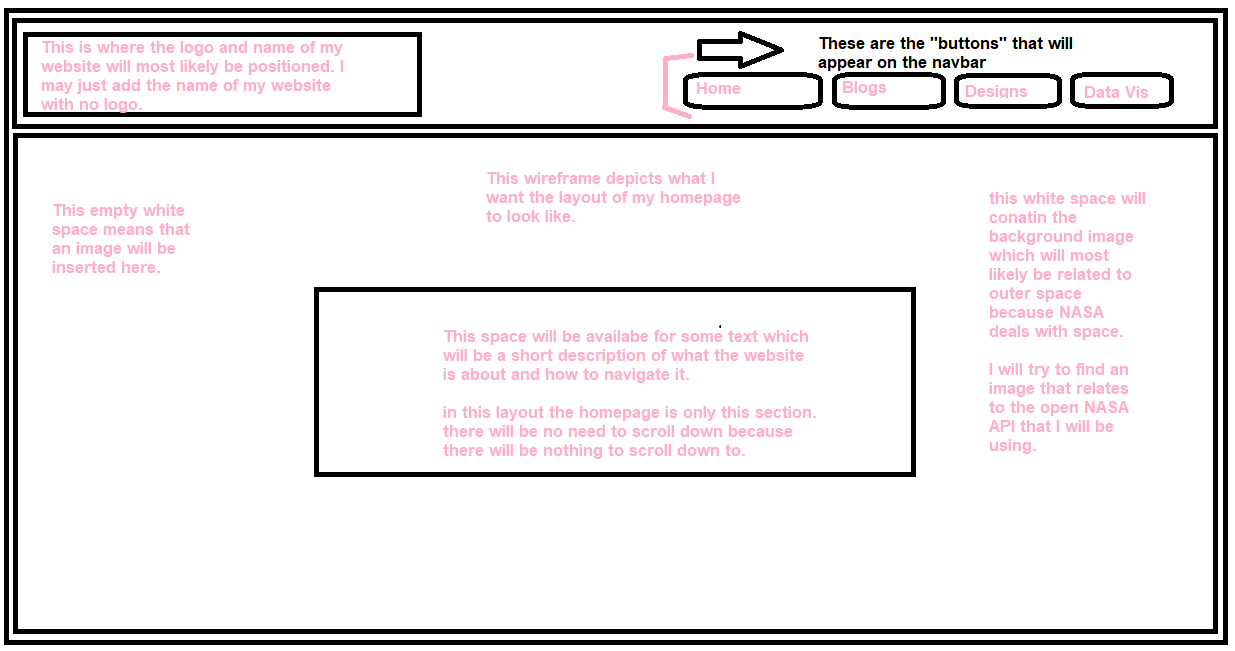 This is where the logo and name of my
website will most likely be positioned. I
may just add the name of my website
with no logo.
These are the "buttons" that will
appear on the navbar
Home
Blogs
Designs
Data Vis
This empty white
space means that
an image will be
inserted here.
This wireframe depicts what I
want the layout of my homepage
to look like.
this white space will
conatin the
background image
which will most
likely be related to
outer space
because NASA
deals with space.
I will try to find an
image that relates
to the open NASA
API that I will be
using.
This space will be availabe for some text which
will be a short description of what the website
is about and how to navigate it.
in this layout the homepage is only this section.
there will be no need to scroll down because
there will be nothing to scroll down to.